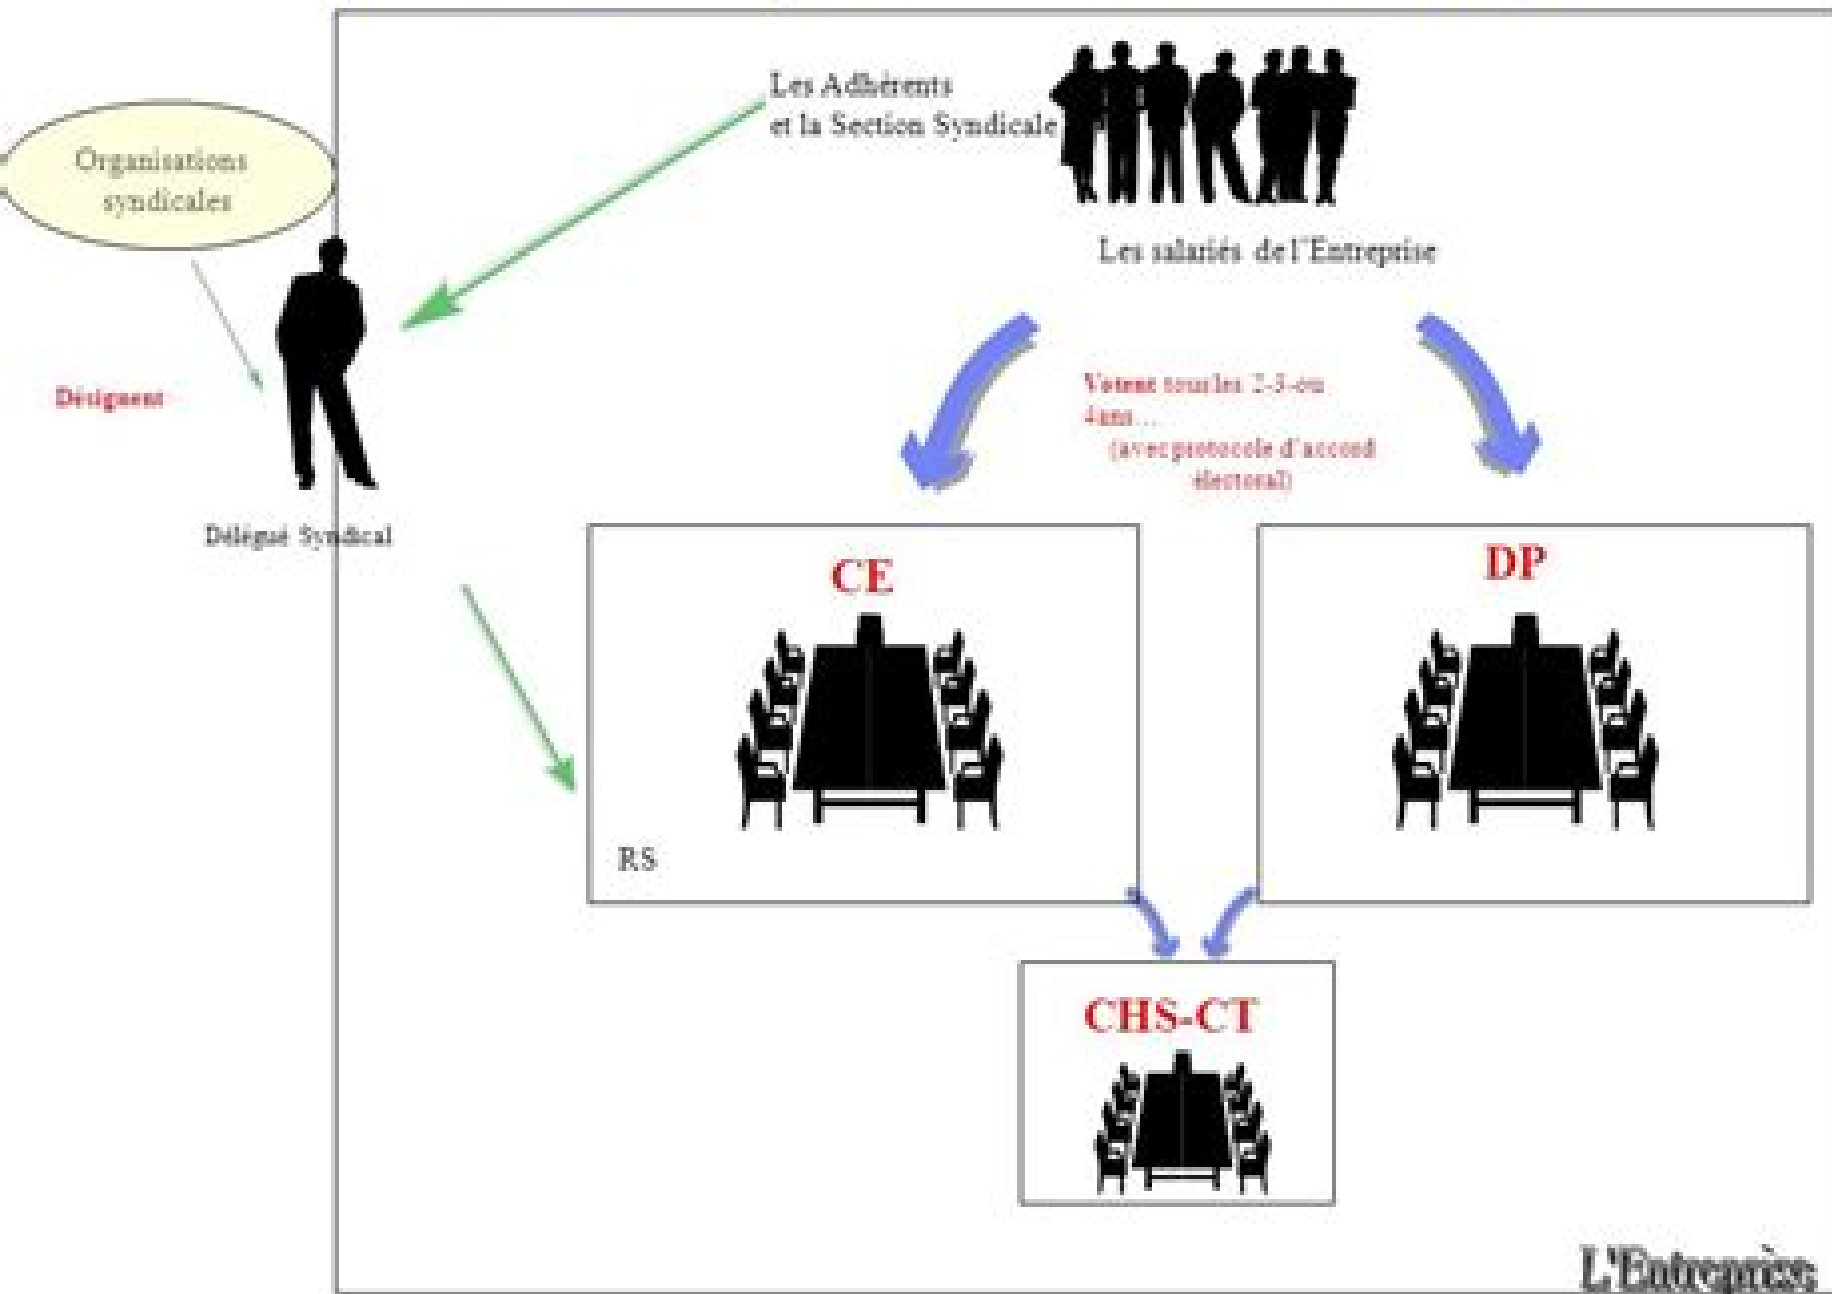 Les Adhérents
et la Section Syndicale
Organisations
syndicales
Les salariés de l'Entreprise
Désignent
Votent tous les 2-3-ou
4ans...
(avec protocole d'accord
électoral)
Délégué Syndical
CE
DP
RS
CHS-CT
L'Entreprise